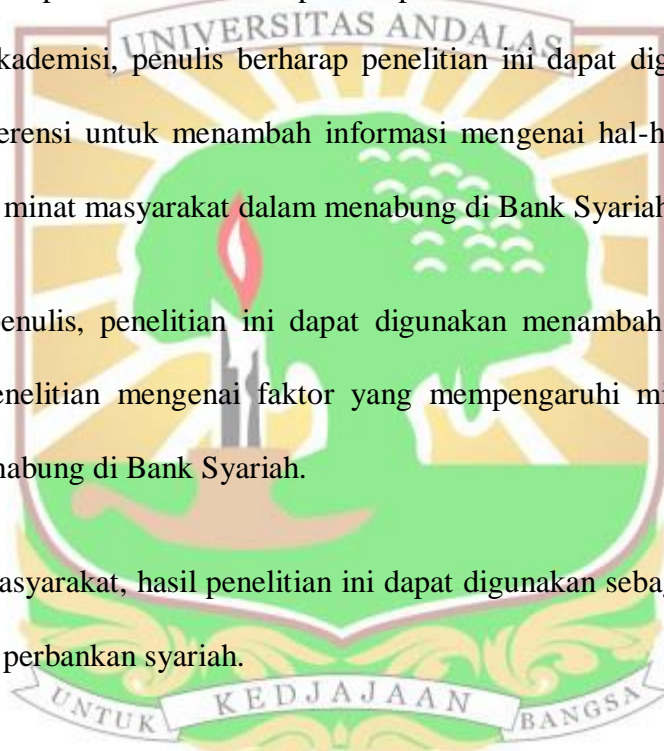 UNIVERSITAS ANDALAS
kademisi, penulis berharap penelitian ini dapat dig
erensi untuk menambah informasi mengenai hal-h
minat masyarakat dalam menabung di Bank Syariah
enulis, penelitian ini dapat digunakan menambah
enelitian mengenai faktor yang mempengaruhi mi
nabung di Bank Syariah.
asyarakat, hasil penelitian ini dapat digunakan sebag
perbankan syariah.
UNTUK KEDJAJAAN BANGSA